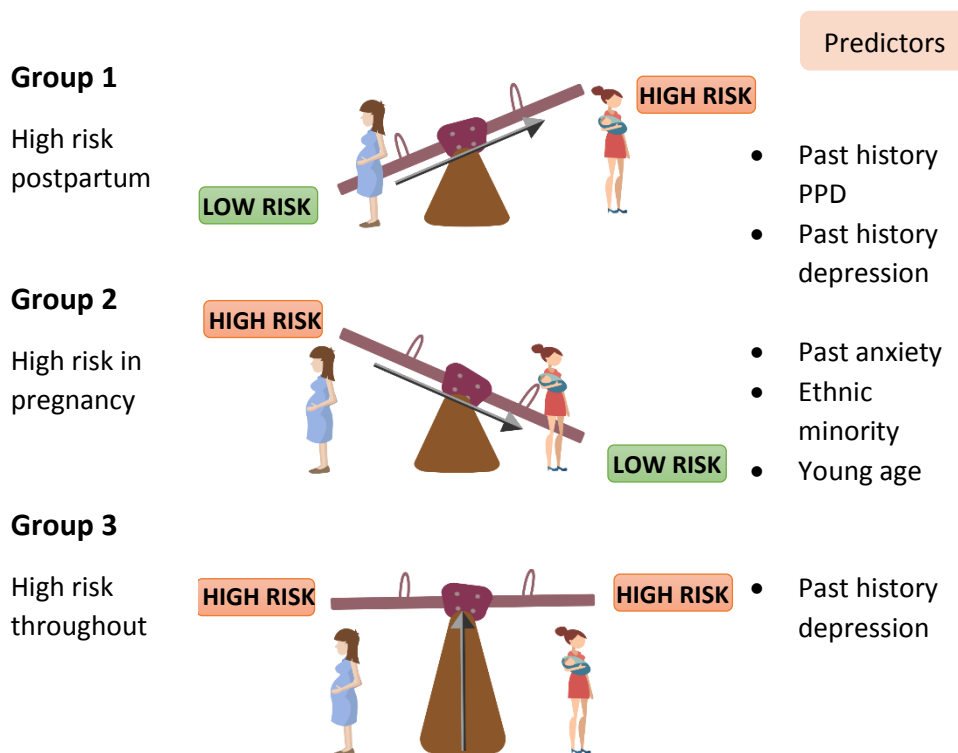 Predictors
Group 1
High risk
postpartum
LOW RISK
HIGH RISK
• Past history
PPD
• Past history
depression
Group 2
High risk in
pregnancy
HIGH RISK
LOW RISK
• Past anxiety
• Ethnic
minority
• Young age
Group 3
High risk
throughout
HIGH RISK
HIGH RISK
• Past history
depression